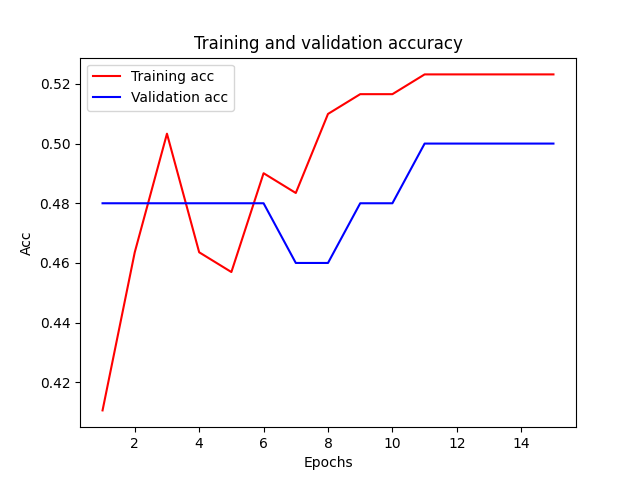 Training and validation accuracy
Training acc
Validation acc
0.52
0.50
0.48
0.46
0.44
0.42
Acc
2 4 6 8 10 12 14
Epochs